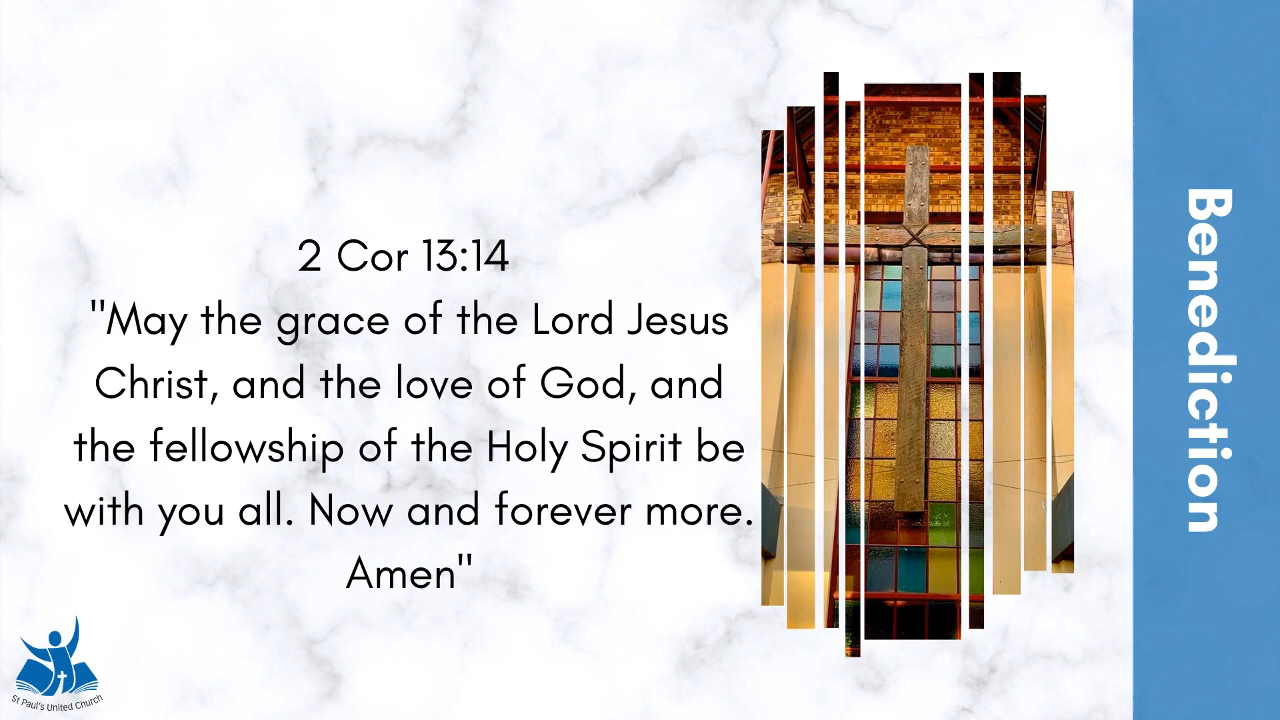 2 Cor 13:14
"May the grace of the Lord Jesus
Christ, and the love of God, and
the fellowship of the Holy Spirit be
with you all. Now and forever more.
Amen"
Benediction
St Paul's United Church